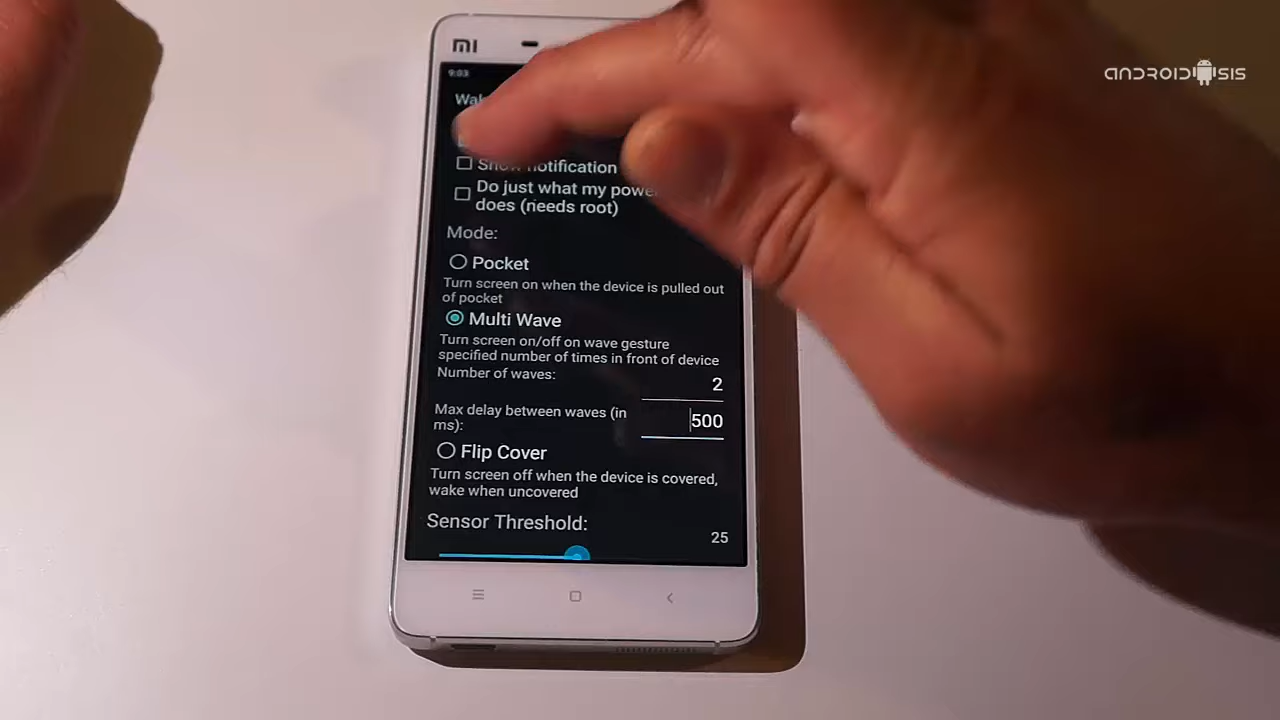 MI
ANDROIDSIS
9:03
notification
Do just what my
does (needs root)
Mode:
Pocket
Turn screen on when the device is pulled out
of pocket
Multi Wave
Turn screen on/off on wave gesture
specified number of times in front of device
Number of waves:
2
Max delay between waves (in
ms):
500
Flip Cover
Turn screen off when the device is covered,
wake when uncovered
Sensor Threshold:
25